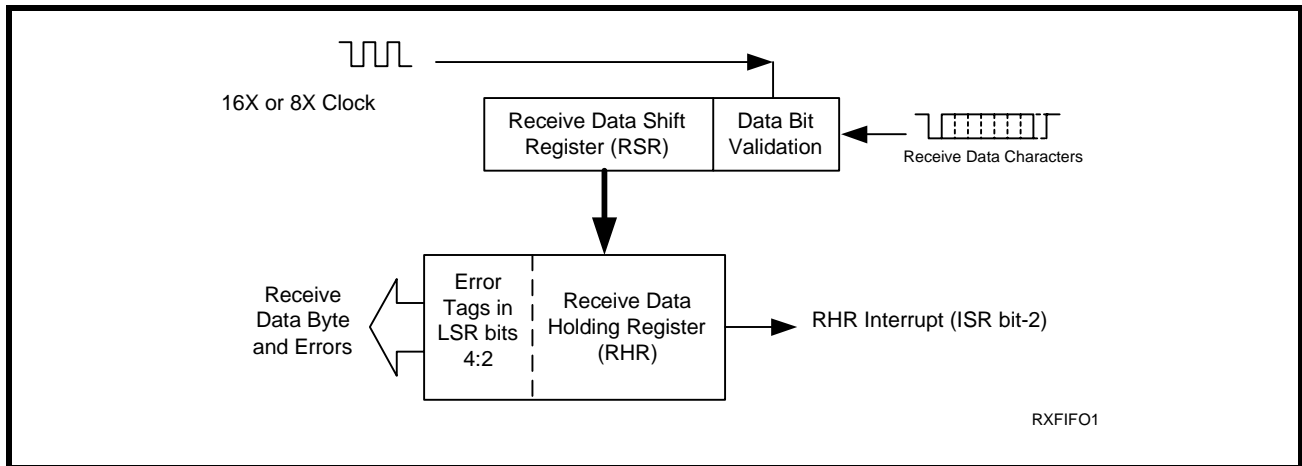 16X or 8X Clock
Receive Data Shift
Register (RSR)
Data Bit
Validation
Receive Data Characters
Receive
Data Byte
and Errors
Error
Tags in
LSR bits
4:2
Receive Data
Holding Register
(RHR)
RHR Interrupt (ISR bit-2)
RXFIFO1